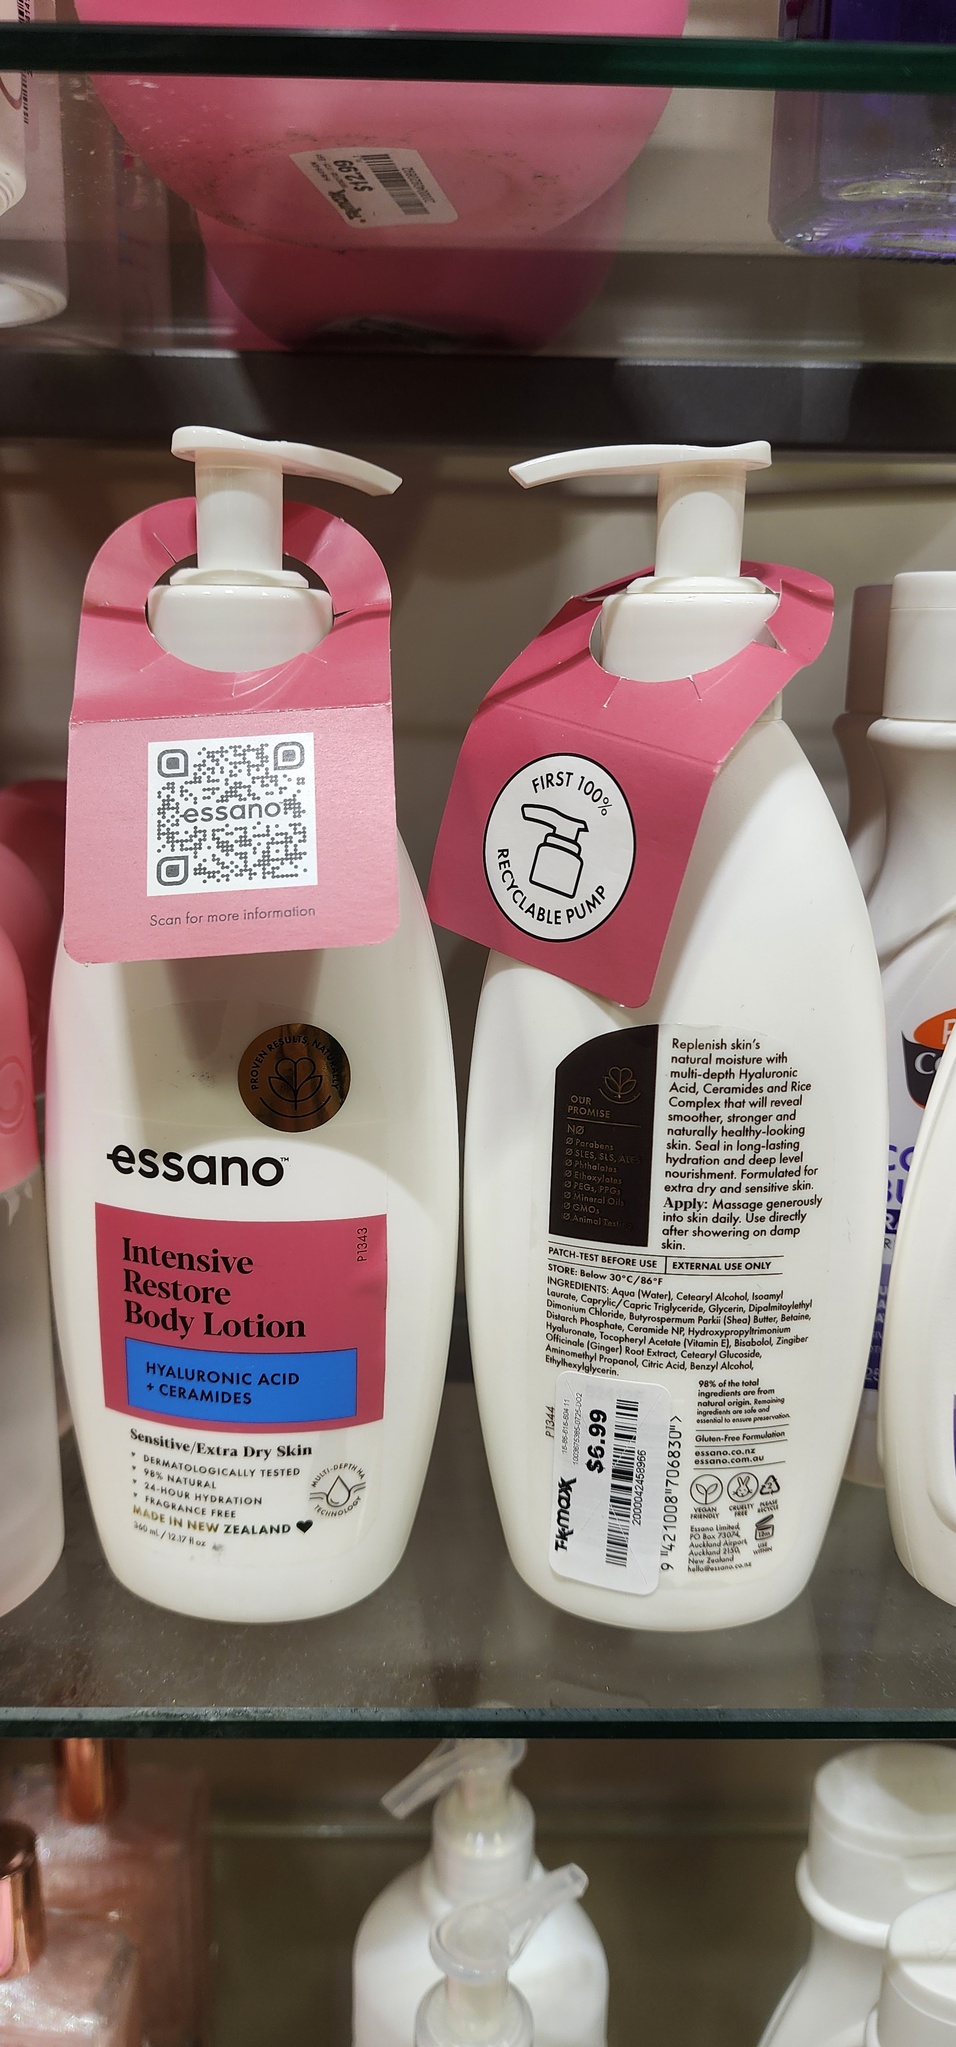 TK·maxx
$12.99
essano
Scan for more information
PROVEN RESULTS, NATURALLY
essano™
Intensive
Restore
Body Lotion
P1343
HYALURONIC ACID
+ CERAMIDES
Sensitive/Extra Dry Skin
DERMATOLOGICALLY TESTED
98% NATURAL
24-HOUR HYDRATION
FRAGRANCE FREE
MADE IN NEW ZEALAND
360 mL / 12.17 fl oz
MULTI-DEPTH HA
TECHNOLOGY
FIRST 100%
RECYCLABLE PUMP
OUR
PROMISE
NO
Parabens
SLES, SLS, ALES
Phthalates
Ethoxylates
PEGs, PPGs
Mineral Oils
GMOs
Animal Test
Replenish skin's
natural moisture with
multi-depth Hyaluronic
Acid, Ceramides and Rice
Complex that will reveal
smoother, stronger and
naturally healthy-looking
skin. Seal in long-lasting
hydration and deep level
nourishment. Formulated for
extra dry and sensitive skin.
Apply: Massage generously
into skin daily. Use directly
after showering on damp
skin.
PATCH-TEST BEFORE USE
EXTERNAL USE ONLY
STORE: Below 30°C/86°F
INGREDIENTS: Aqua (Water), Cetearyl Alcohol, Isoamyl
Laurate, Caprylic/Capric Triglyceride, Glycerin, Dipalmitoylethyl
Dimonium Chloride, Butyrospermum Parkii (Shea) Butter, Betaine,
Distarch Phosphate, Ceramide NP, Hydroxypropyltrimonium
Hyaluronate, Tocopheryl Acetate (Vitamin E), Bisabolol, Zingiber
Officinale (Ginger) Root Extract, Cetearyl Glucoside,
Aminomethyl Propanol, Citric Acid, Benzyl Alcohol,
Ethylhexylglycerin.
P1344
TK·maxx
$6.99
2000042458966
9 421008 706830 >
98% of the total
ingredients are from
natural origin. Remaining
ingredients are safe and
essential to ensure preservation.
Gluten-Free Formulation
essano.co.nz
essano.com.au
VEGAN
FRIENDLY
CRUELTY
FREE
PLEASE
RECYCLE
Essano Limited,
PO Box 73074,
Auckland Airport,
Auckland 2150,
New Zealand
hello@essano.co.nz
12M
USE
WITHIN